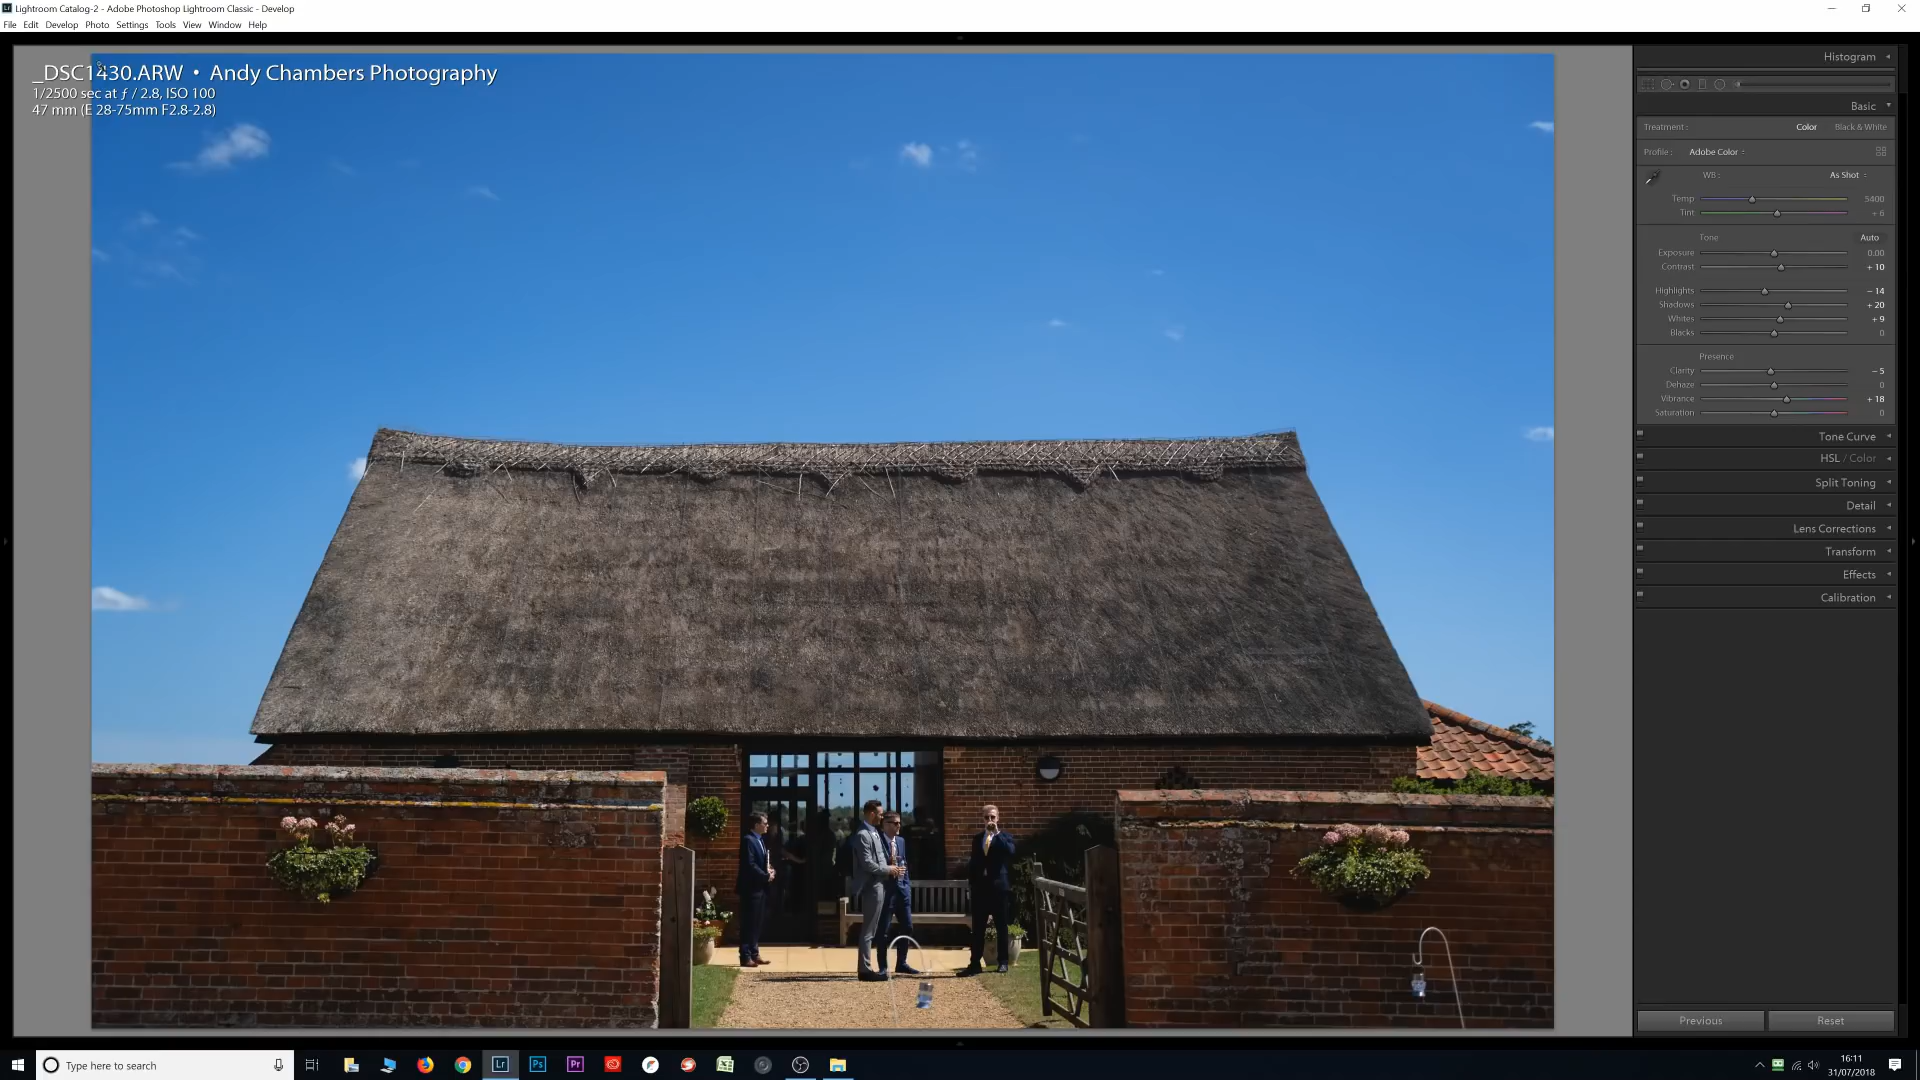 Lightroom Catalog-2 - Adobe Photoshop Lightroom Classic - Develop
File Edit Develop Photo Settings Tools View Window Help
_DSC1430.ARW • Andy Chambers Photography
1/2500 sec at ƒ / 2.8, ISO 100
47 mm (E 28-75mm F2.8-2.8)
Histogram
Basic
Treatment : Color Black & White
Profile : Adobe Color
WB : As Shot
Temp 5400
Tint + 6
Tone Auto
Exposure 0.00
Contrast + 10
Highlights − 14
Shadows + 20
Whites + 9
Blacks 0
Presence
Clarity − 5
Dehaze 0
Vibrance + 18
Saturation 0
Tone Curve
HSL / Color
Split Toning
Detail
Lens Corrections
Transform
Effects
Calibration
Previous Reset
Type here to search
Lr Ps Pr
16:11
31/07/2018